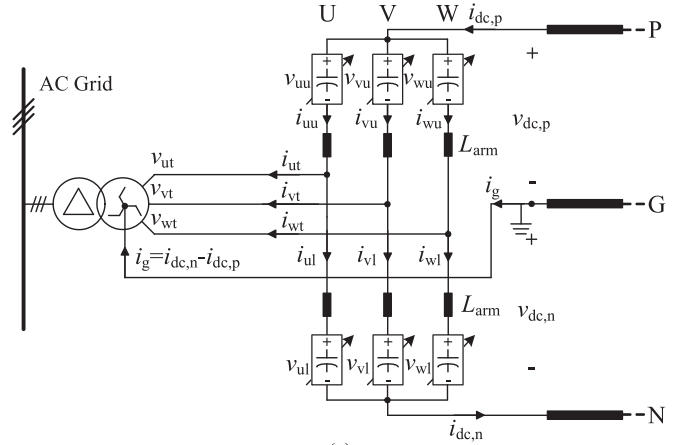 U V W i_dc,p P
+
AC Grid
+ + +
v_uu v_vu v_wu
- - -
i_uu i_vu i_wu v_dc,p
L_arm
v_ut i_ut
v_vt i_vt i_g - G
v_wt i_wt +
i_g=i_dc,n-i_dc,p i_ul i_vl i_wl
L_arm v_dc,n
+ + +
v_ul v_vl v_wl
- - - -
i_dc,n N